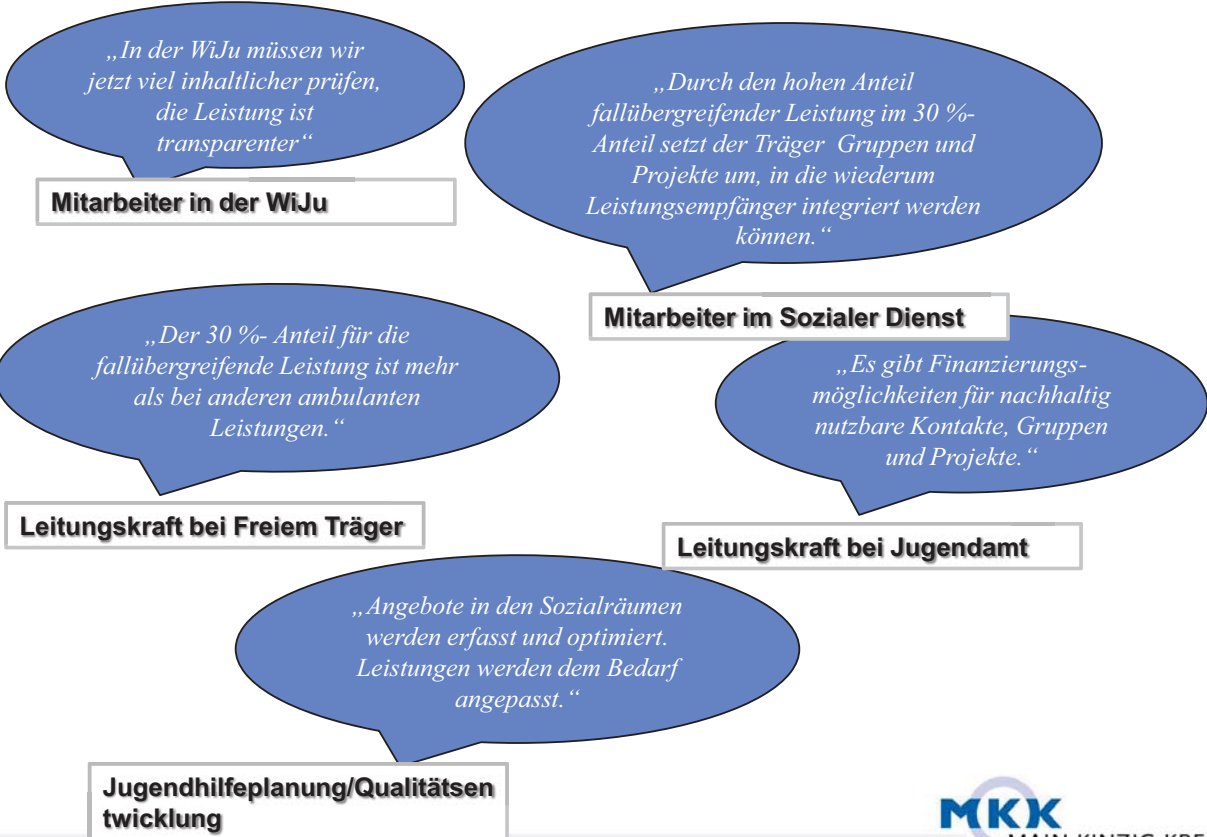 „In der WiJu müssen wir
jetzt viel inhaltlicher prüfen,
die Leistung ist
transparenter“
Mitarbeiter in der WiJu
„Durch den hohen Anteil
fallübergreifender Leistung im 30 %-
Anteil setzt der Träger Gruppen und
Projekte um, in die wiederum
Leistungsempfänger integriert werden
können.“
Mitarbeiter im Sozialer Dienst
„Der 30 %- Anteil für die
fallübergreifende Leistung ist mehr
als bei anderen ambulanten
Leistungen.“
Leitungskraft bei Freiem Träger
„Es gibt Finanzierungs-
möglichkeiten für nachhaltig
nutzbare Kontakte, Gruppen
und Projekte.“
Leitungskraft bei Jugendamt
„Angebote in den Sozialräumen
werden erfasst und optimiert.
Leistungen werden dem Bedarf
angepasst.“
Jugendhilfeplanung/Qualitätsen
twicklung
MKK